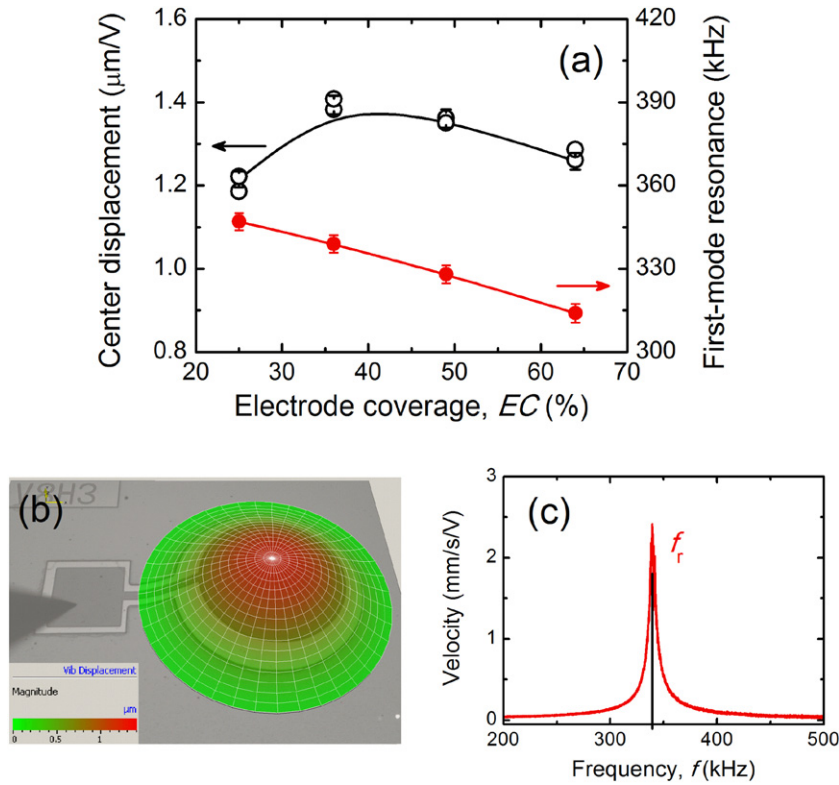 (a)
Center displacement (μm/V)
1.6
1.4
1.2
1.0
0.8
420
390
360
330
300
First-mode resonance (kHz)
20 30 40 50 60 70
Electrode coverage, EC (%)
(b)
Vib Displacement
Magnitude
μm
0 0.5 1
(c)
Velocity (mm/s/V)
3
2
1
0
fr
200 300 400 500
Frequency, f (kHz)